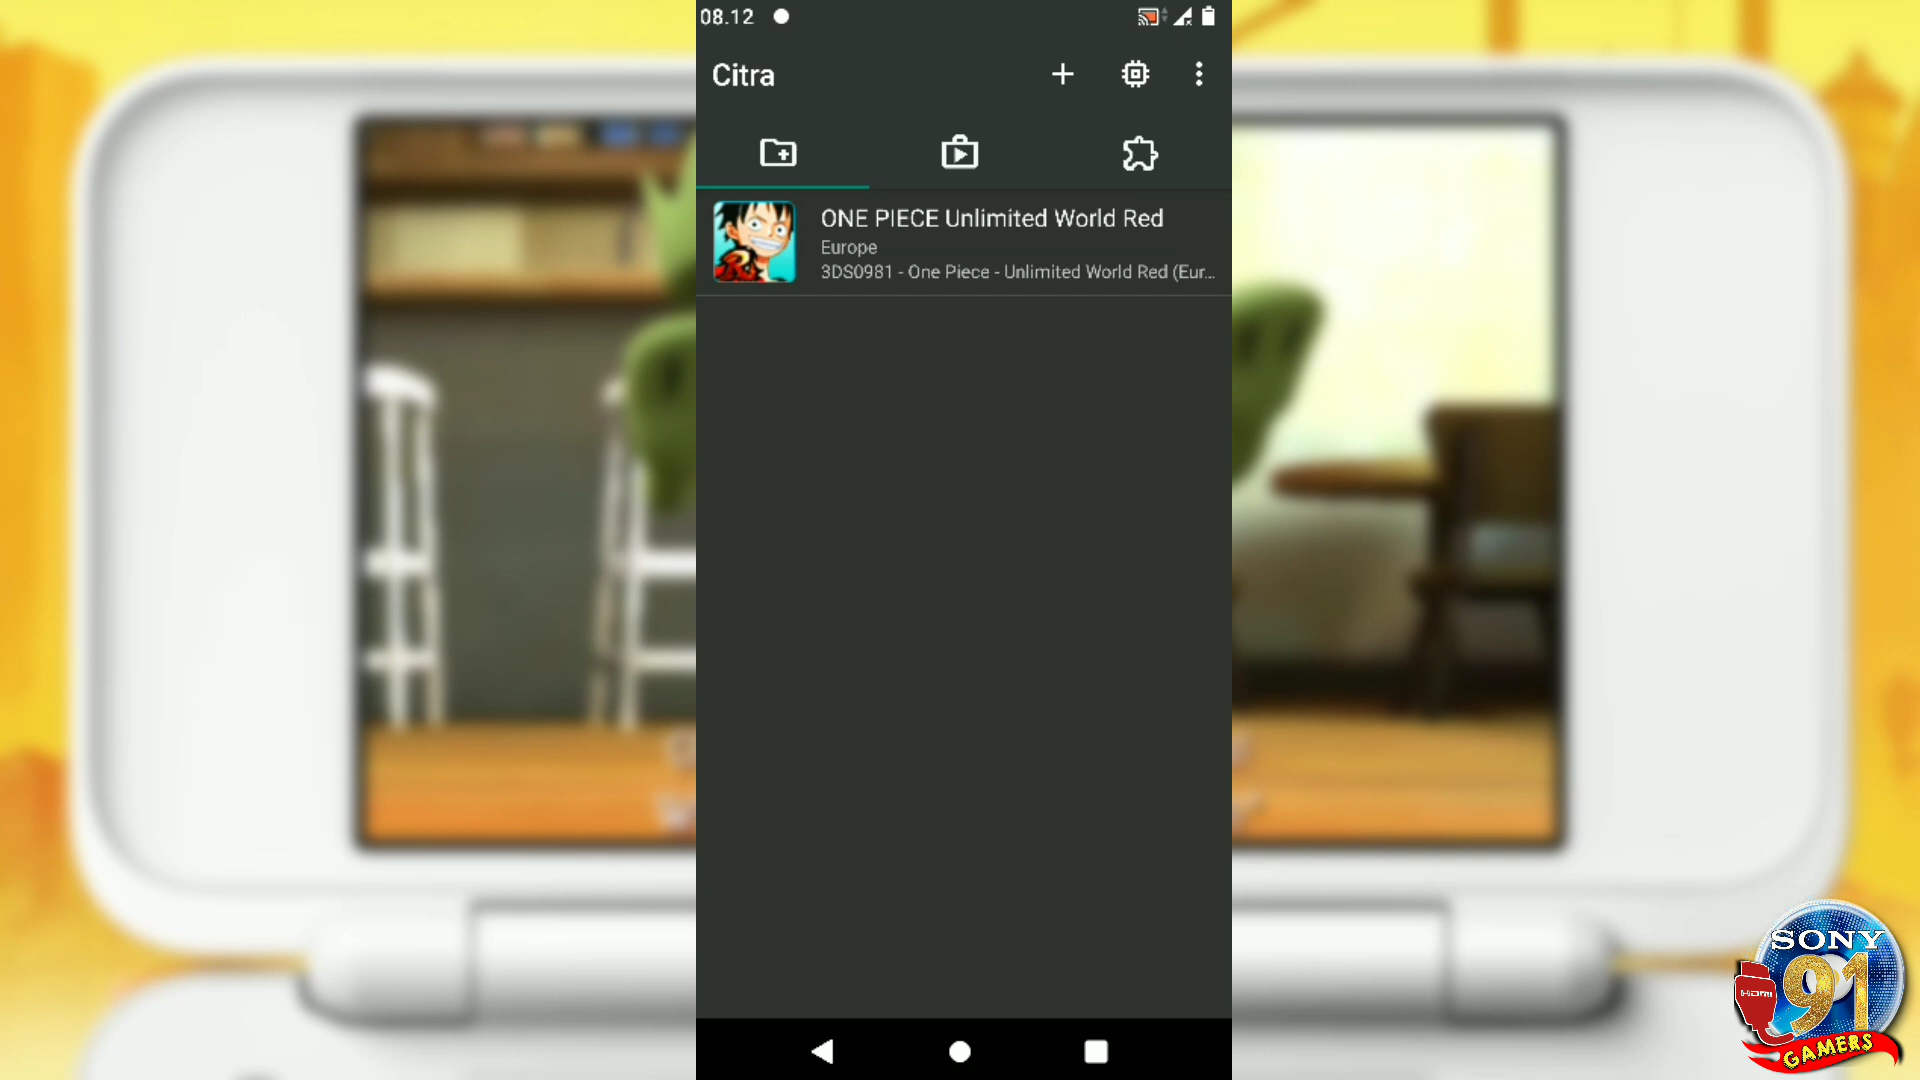 08.12
Citra
ONE PIECE Unlimited World Red
Europe
3DS0981 - One Piece - Unlimited World Red (Eur...
SONY
HDMI
91
GAMERS